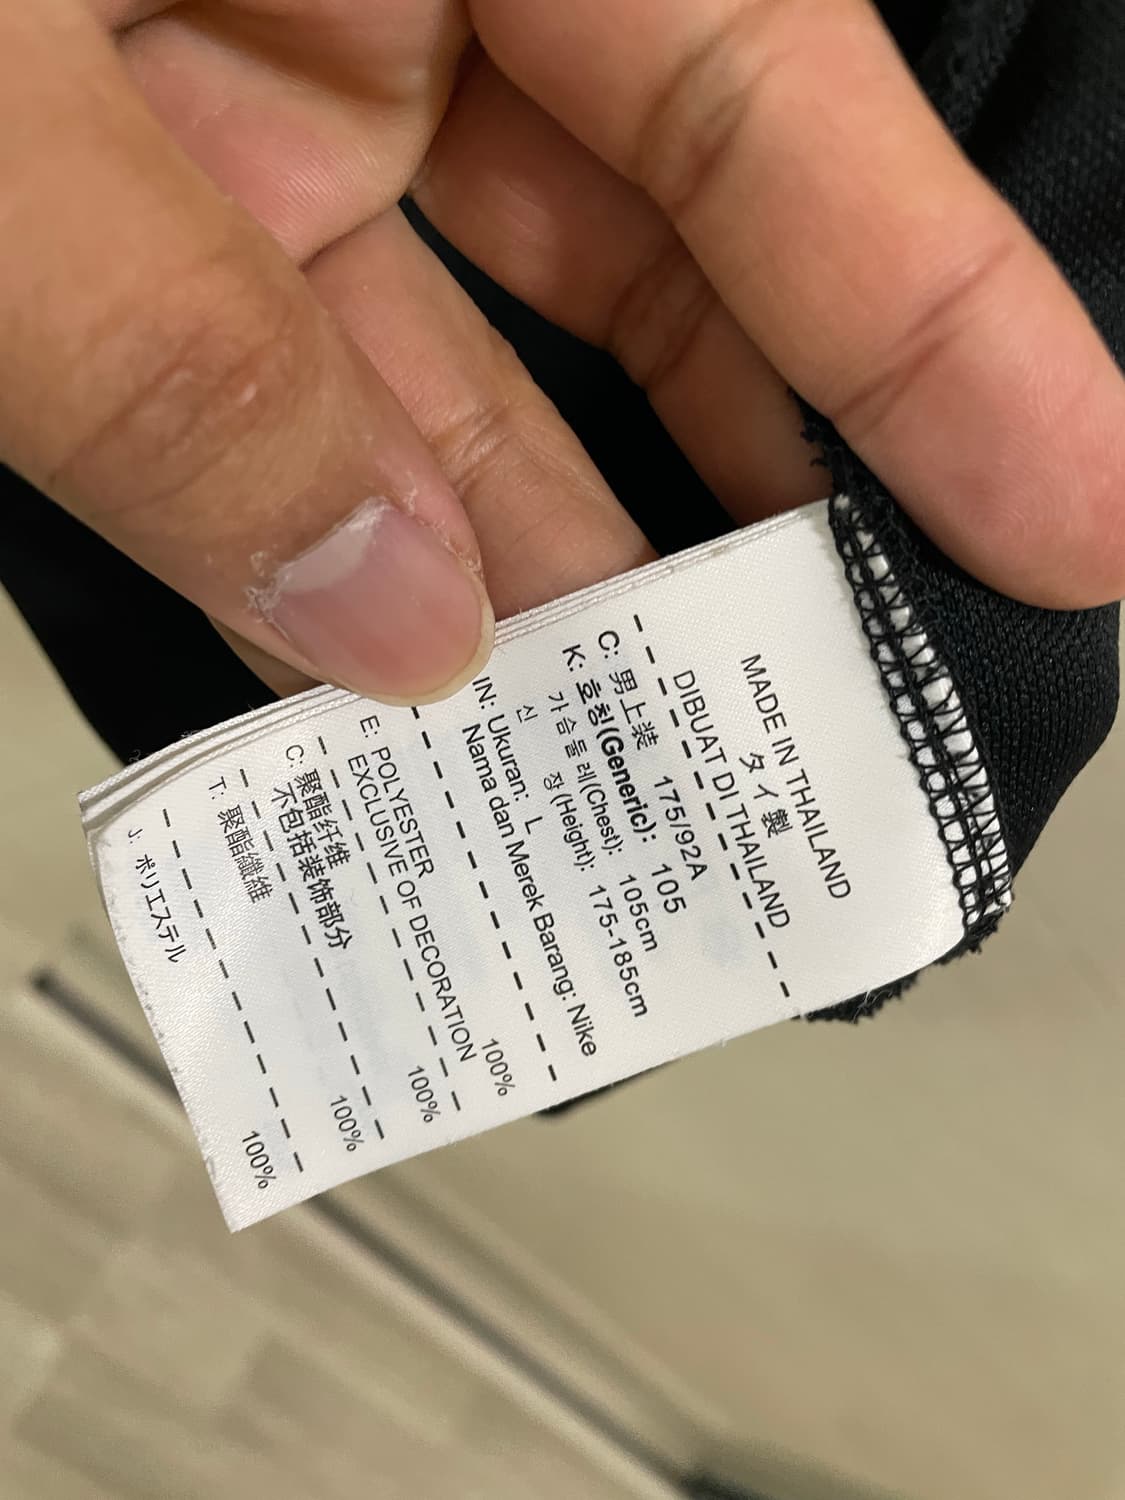 MADE IN THAILAND
タイ製
DIBUAT DI THAILAND
C: 男上装 175/92A
K: 호칭(Generic): 105
가슴둘레(Chest): 105cm
신 장(Height): 175-185cm
IN: Ukuran: L
Nama dan Merek Barang: Nike
E: POLYESTER 100%
EXCLUSIVE OF DECORATION
C: 聚酯纤维 100%
不包括装饰部分
T: 聚酯纖維 100%
J: ポリエステル 100%